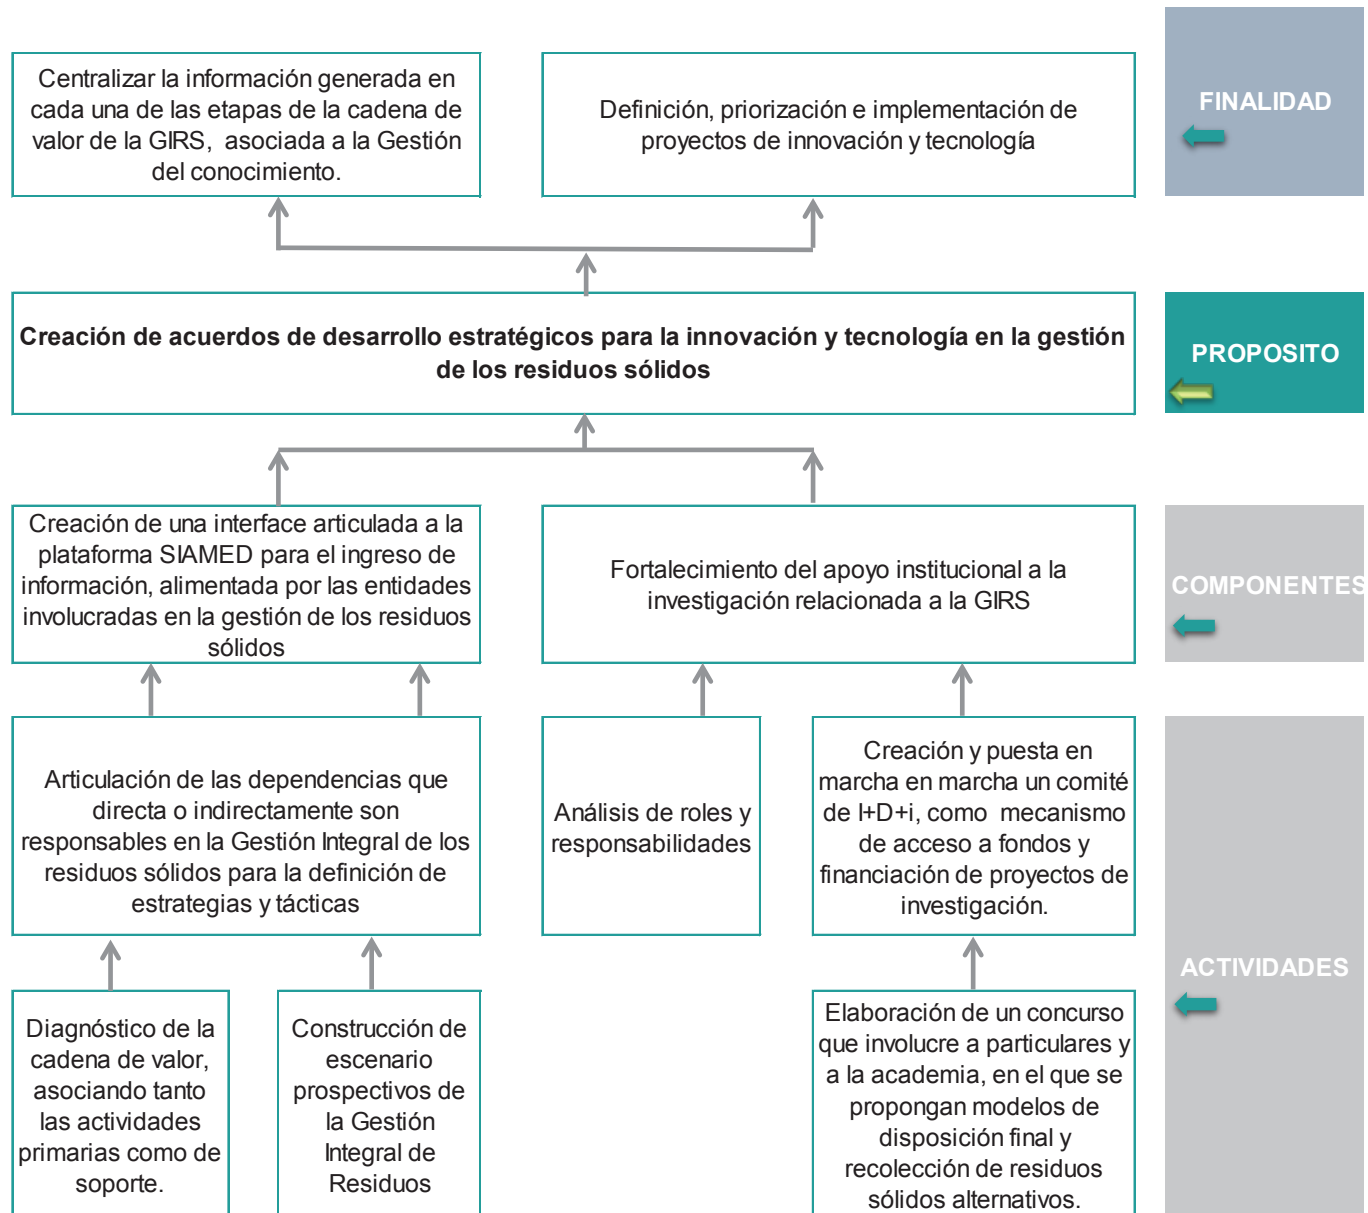 Centralizar la información generada en
cada una de las etapas de la cadena de
valor de la GIRS, asociada a la Gestión
del conocimiento.
Definición, priorización e implementación de
proyectos de innovación y tecnología
FINALIDAD
Creación de acuerdos de desarrollo estratégicos para la innovación y tecnología en la gestión
de los residuos sólidos
PROPOSITO
Creación de una interface articulada a la
plataforma SIAMED para el ingreso de
información, alimentada por las entidades
involucradas en la gestión de los residuos
sólidos
Fortalecimiento del apoyo institucional a la
investigación relacionada a la GIRS
COMPONENTES
Articulación de las dependencias que
directa o indirectamente son
responsables en la Gestión Integral de los
residuos sólidos para la definición de
estrategias y tácticas
Análisis de roles y
responsabilidades
Creación y puesta en
marcha en marcha un comité
de I+D+i, como mecanismo
de acceso a fondos y
financiación de proyectos de
investigación.
ACTIVIDADES
Diagnóstico de la
cadena de valor,
asociando tanto
las actividades
primarias como de
soporte.
Construcción de
escenario
prospectivos de
la Gestión
Integral de
Residuos
Elaboración de un concurso
que involucre a particulares y
a la academia, en el que se
propongan modelos de
disposición final y
recolección de residuos
sólidos alternativos.